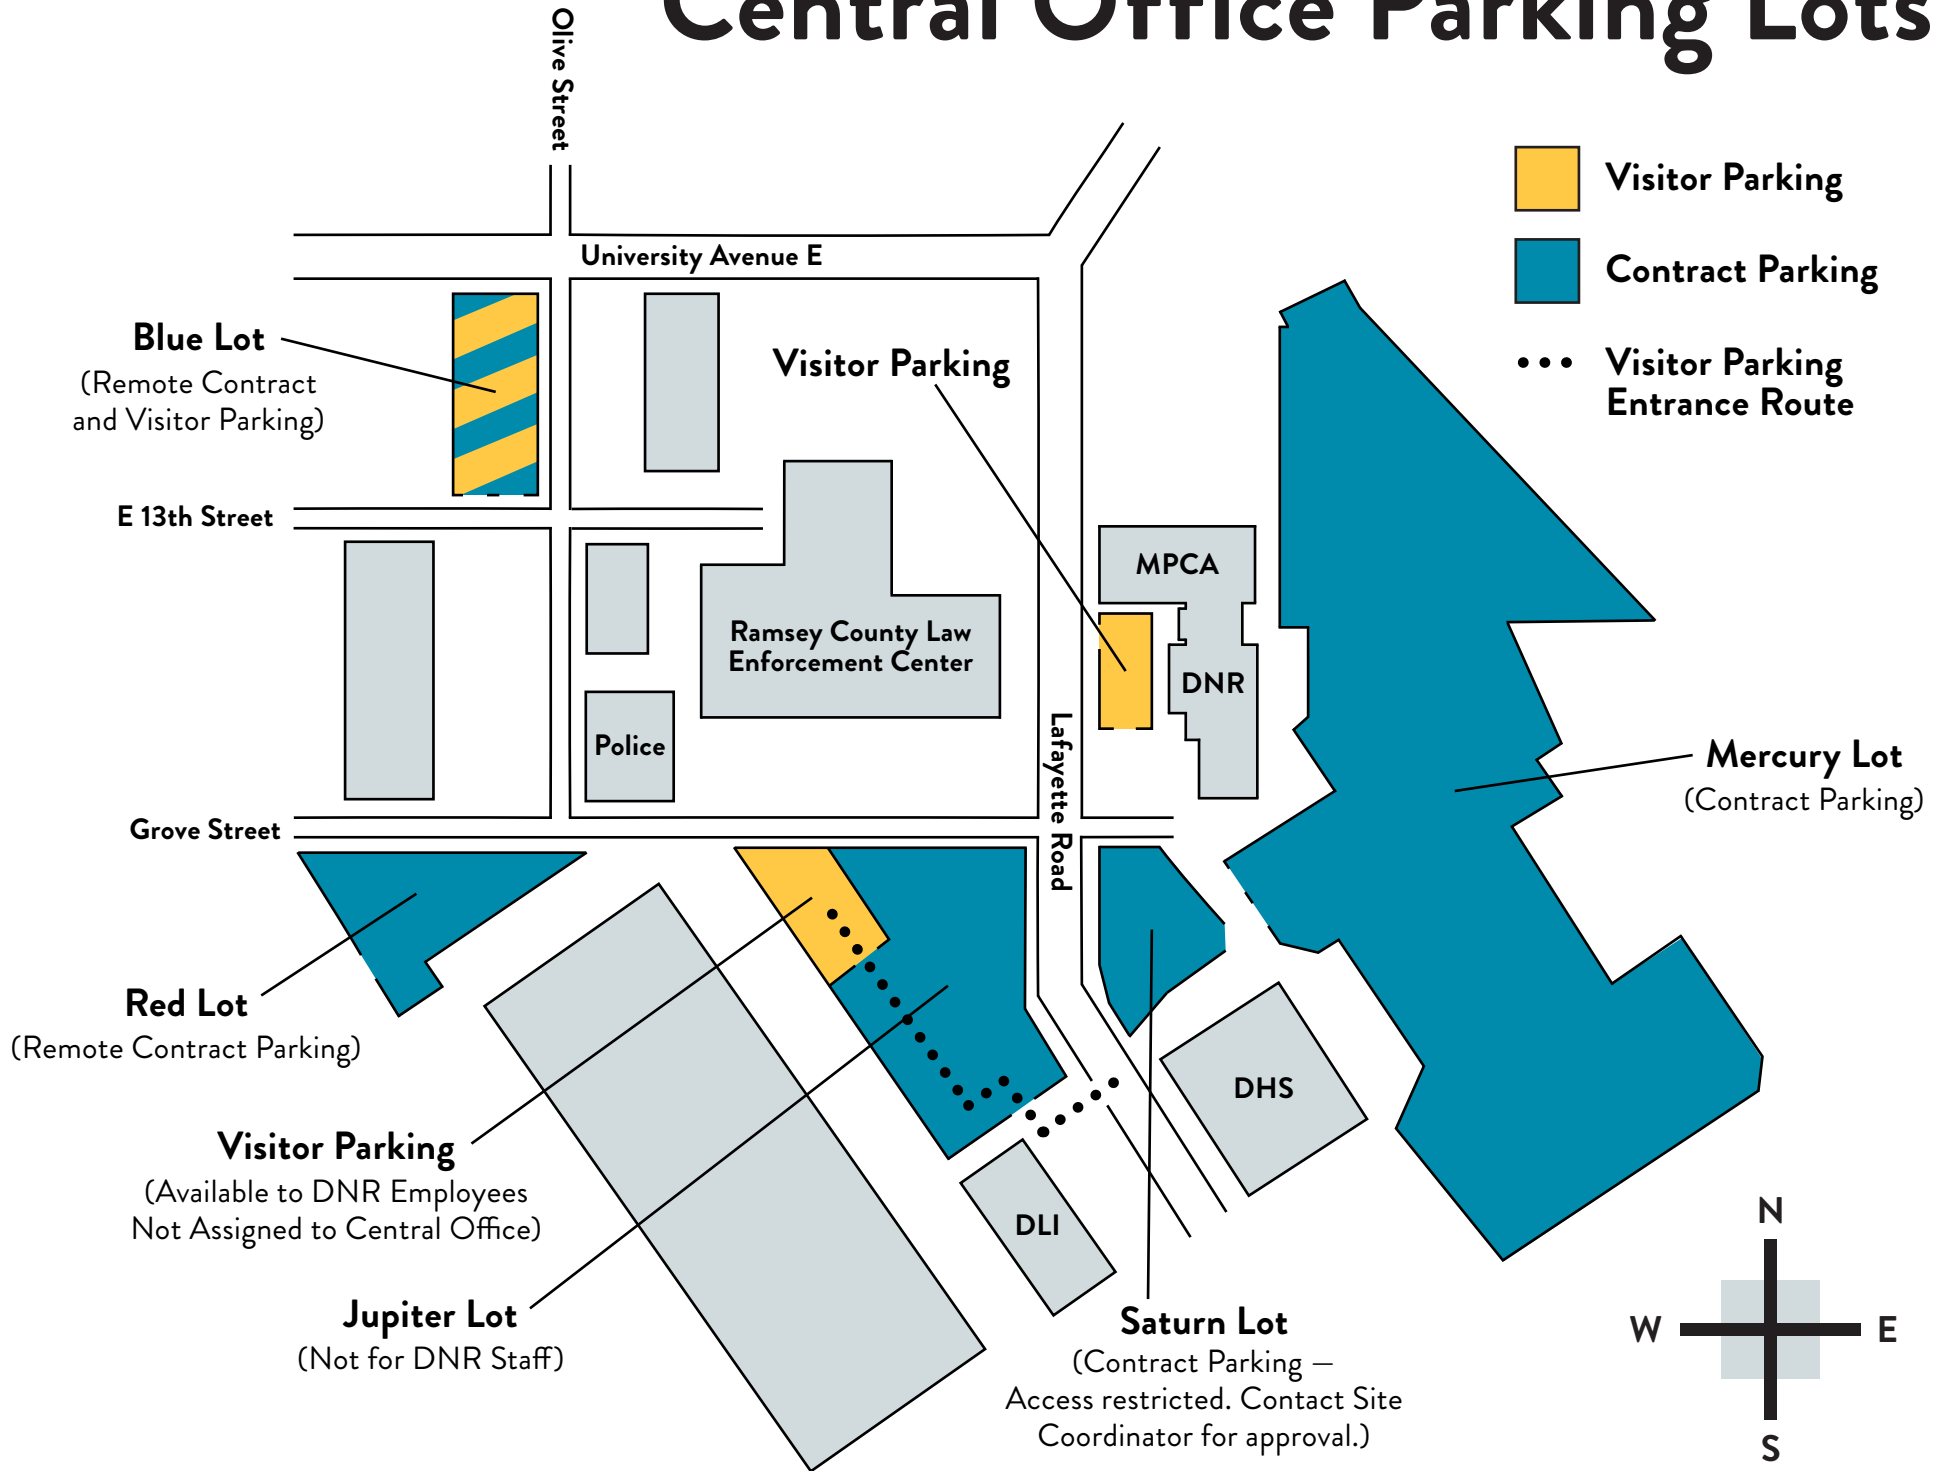 Central Office Parking Lots
Olive Street
Visitor Parking
Contract Parking
Visitor Parking
Entrance Route
University Avenue E
Blue Lot
(Remote Contract
and Visitor Parking)
Visitor Parking
E 13th Street
MPCA
Ramsey County Law
Enforcement Center
DNR
Police
Lafayette Road
Mercury Lot
(Contract Parking)
Grove Street
Red Lot
(Remote Contract Parking)
DHS
Visitor Parking
(Available to DNR Employees
Not Assigned to Central Office)
DLI
Jupiter Lot
(Not for DNR Staff)
Saturn Lot
(Contract Parking —
Access restricted. Contact Site
Coordinator for approval.)
N
W
E
S